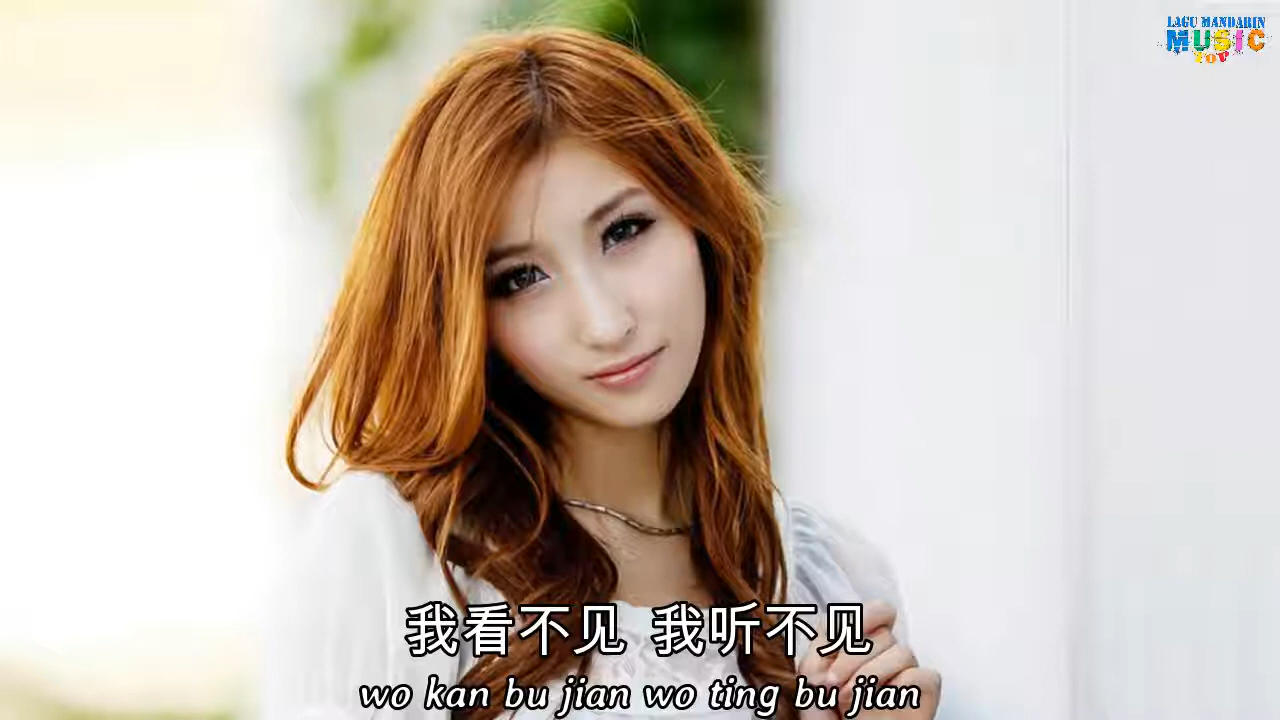 LAGU MANDARIN
MUSIC
YOY
我看不见 我听不见
wo kan bu jian wo ting bu jian